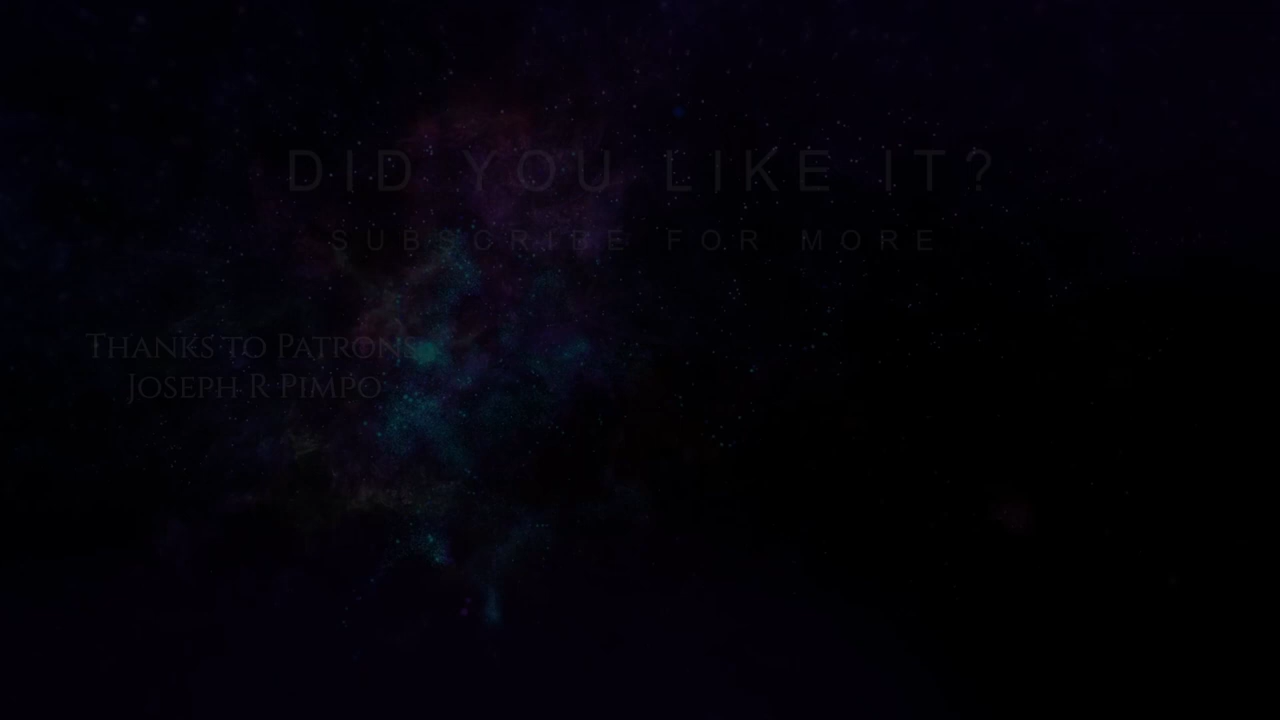 DID YOU LIKE IT?
SUBSCRIBE FOR MORE
THANKS TO PATRONS
JOSEPH R PIMPO